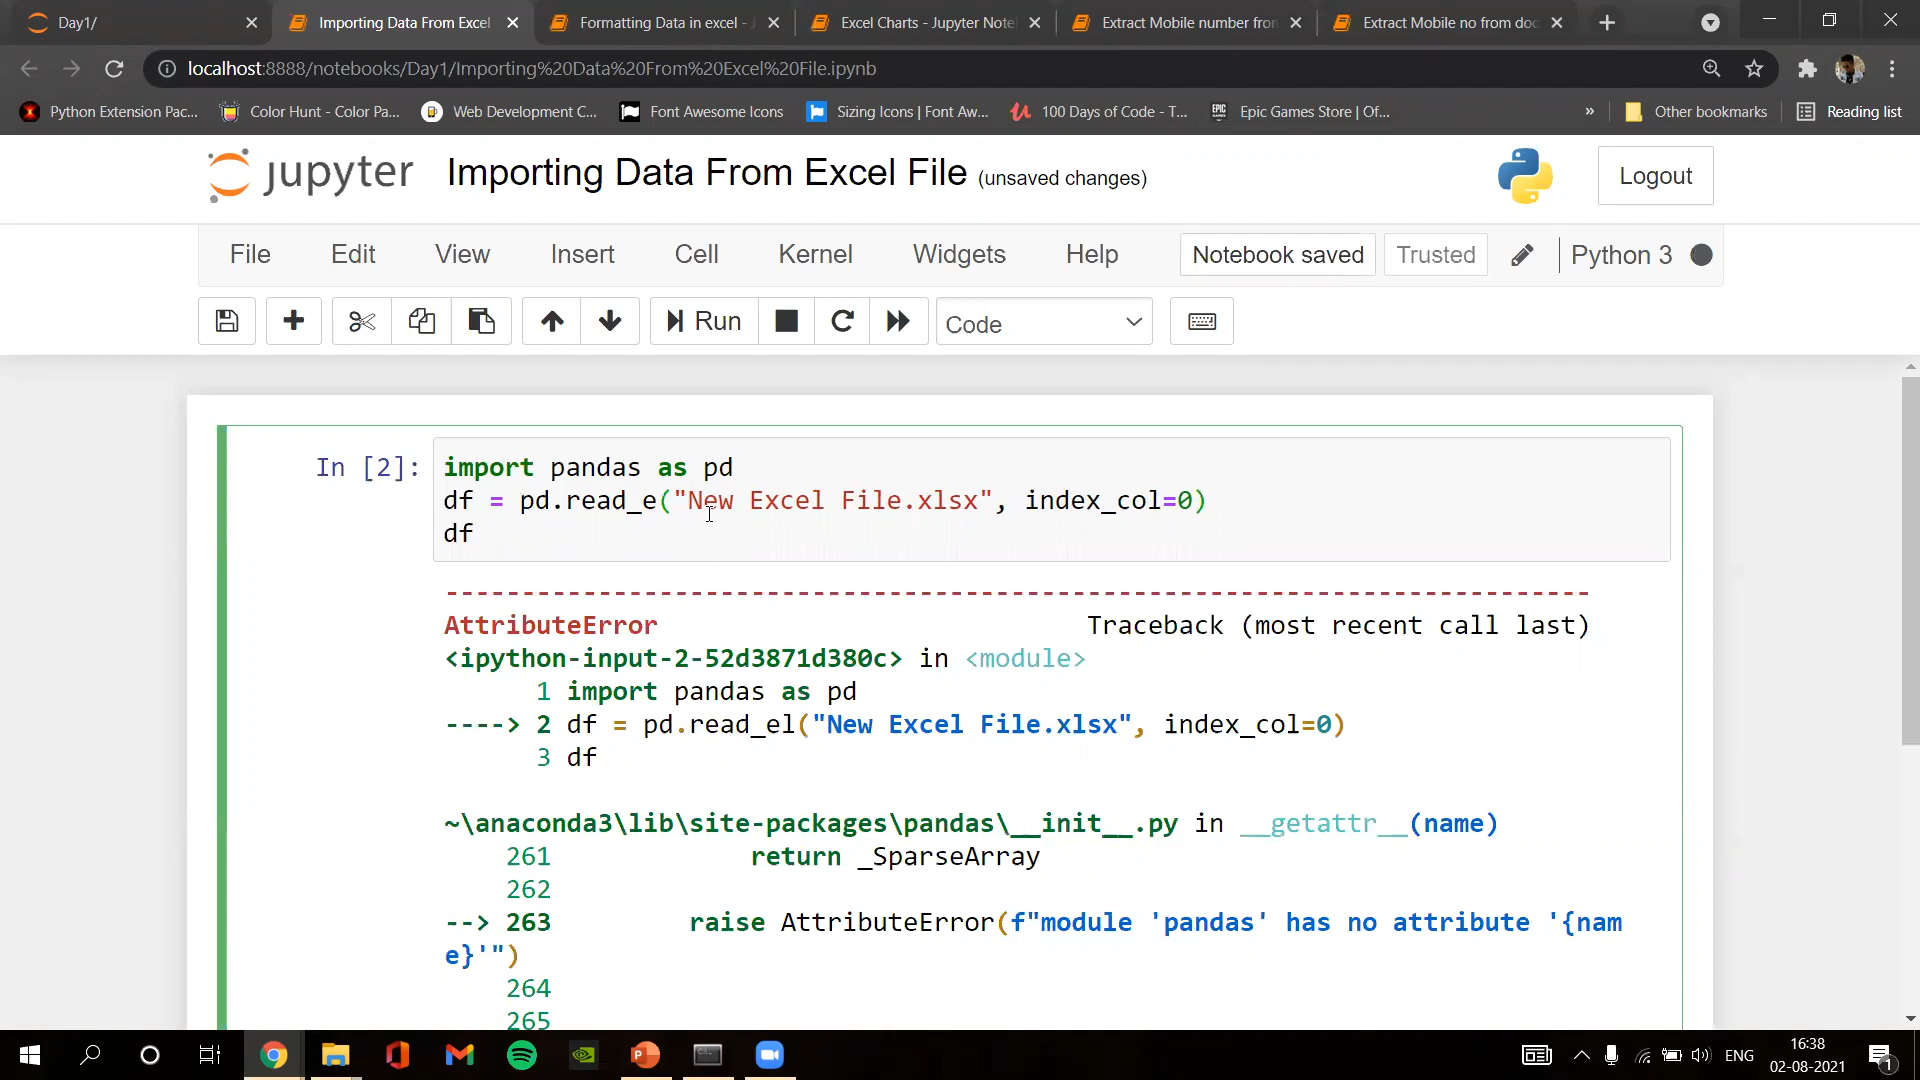 Day1/
Importing Data From Excel
Formatting Data in excel - J
Excel Charts - Jupyter Note
Extract Mobile number fron
Extract Mobile no from doc
localhost:8888/notebooks/Day1/Importing%20Data%20From%20Excel%20File.ipynb
Python Extension Pac...
Color Hunt - Color Pa...
Web Development C...
Font Awesome Icons
Sizing Icons | Font Aw...
100 Days of Code - T...
EPIC GAMES
Epic Games Store | Of...
»
Other bookmarks
Reading list
jupyter
Importing Data From Excel File (unsaved changes)
Logout
File Edit View Insert Cell Kernel Widgets Help
Notebook saved
Trusted
Python 3
Run
Code
In [2]:
import pandas as pd
df = pd.read_e("New Excel File.xlsx", index_col=0)
df
---------------------------------------------------------------------------
AttributeError Traceback (most recent call last)
<ipython-input-2-52d3871d380c> in <module>
1 import pandas as pd
----> 2 df = pd.read_el("New Excel File.xlsx", index_col=0)
3 df
~\anaconda3\lib\site-packages\pandas\__init__.py in __getattr__(name)
261 return _SparseArray
262
--> 263 raise AttributeError(f"module 'pandas' has no attribute '{nam
e}'")
264
265
ENG
16:38
02-08-2021
1